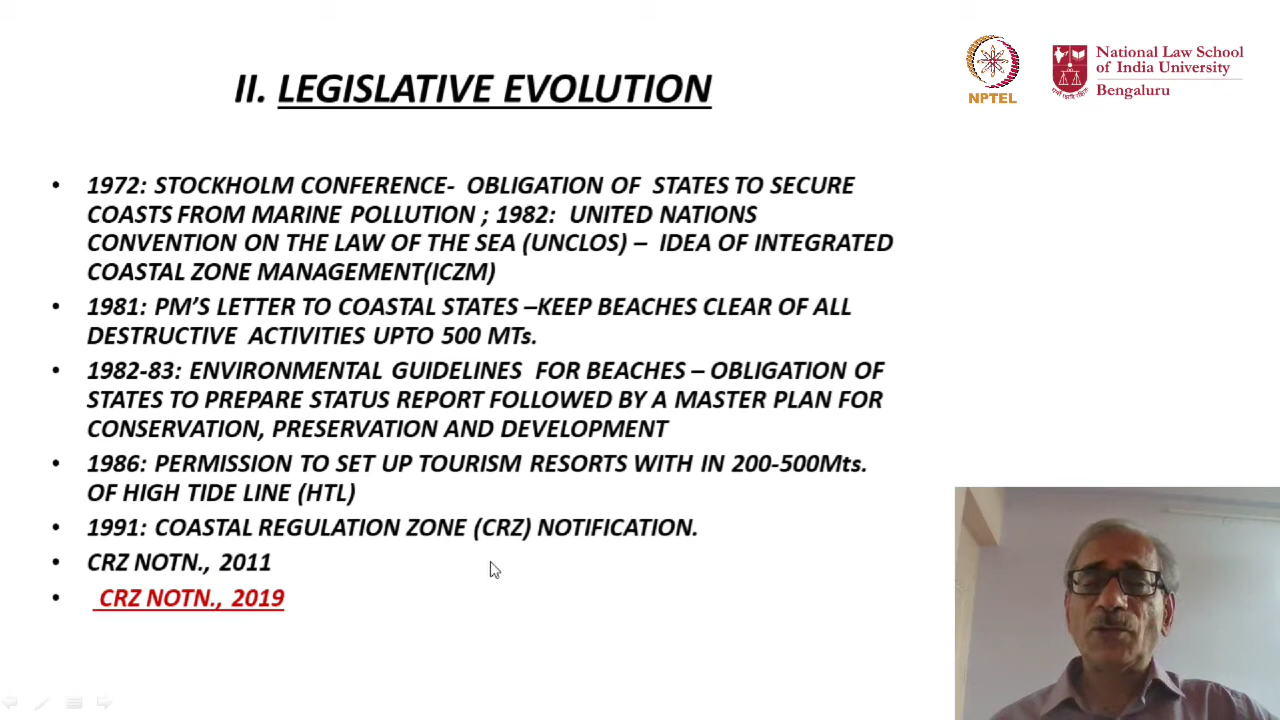 II. LEGISLATIVE EVOLUTION
NPTEL
National Law School
of India University
Bengaluru
• 1972: STOCKHOLM CONFERENCE- OBLIGATION OF STATES TO SECURE
COASTS FROM MARINE POLLUTION ; 1982: UNITED NATIONS
CONVENTION ON THE LAW OF THE SEA (UNCLOS) – IDEA OF INTEGRATED
COASTAL ZONE MANAGEMENT(ICZM)
• 1981: PM’S LETTER TO COASTAL STATES –KEEP BEACHES CLEAR OF ALL
DESTRUCTIVE ACTIVITIES UPTO 500 MTs.
• 1982-83: ENVIRONMENTAL GUIDELINES FOR BEACHES – OBLIGATION OF
STATES TO PREPARE STATUS REPORT FOLLOWED BY A MASTER PLAN FOR
CONSERVATION, PRESERVATION AND DEVELOPMENT
• 1986: PERMISSION TO SET UP TOURISM RESORTS WITH IN 200-500Mts.
OF HIGH TIDE LINE (HTL)
• 1991: COASTAL REGULATION ZONE (CRZ) NOTIFICATION.
• CRZ NOTN., 2011
• CRZ NOTN., 2019